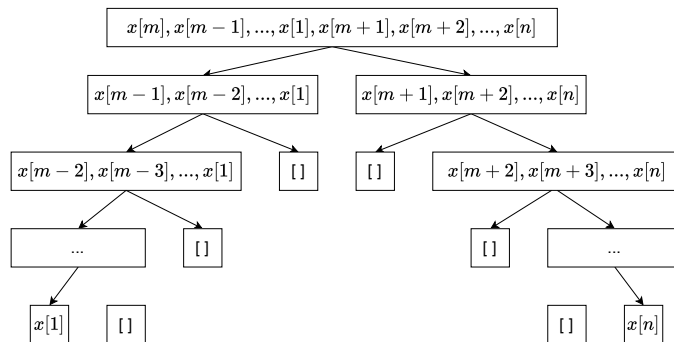 x[m], x[m − 1], ..., x[1], x[m + 1], x[m + 2], ..., x[n]
x[m − 1], x[m − 2], ..., x[1]
x[m + 1], x[m + 2], ..., x[n]
x[m − 2], x[m − 3], ..., x[1]
[ ]
[ ]
x[m + 2], x[m + 3], ..., x[n]
...
[ ]
[ ]
...
x[1]
[ ]
[ ]
x[n]